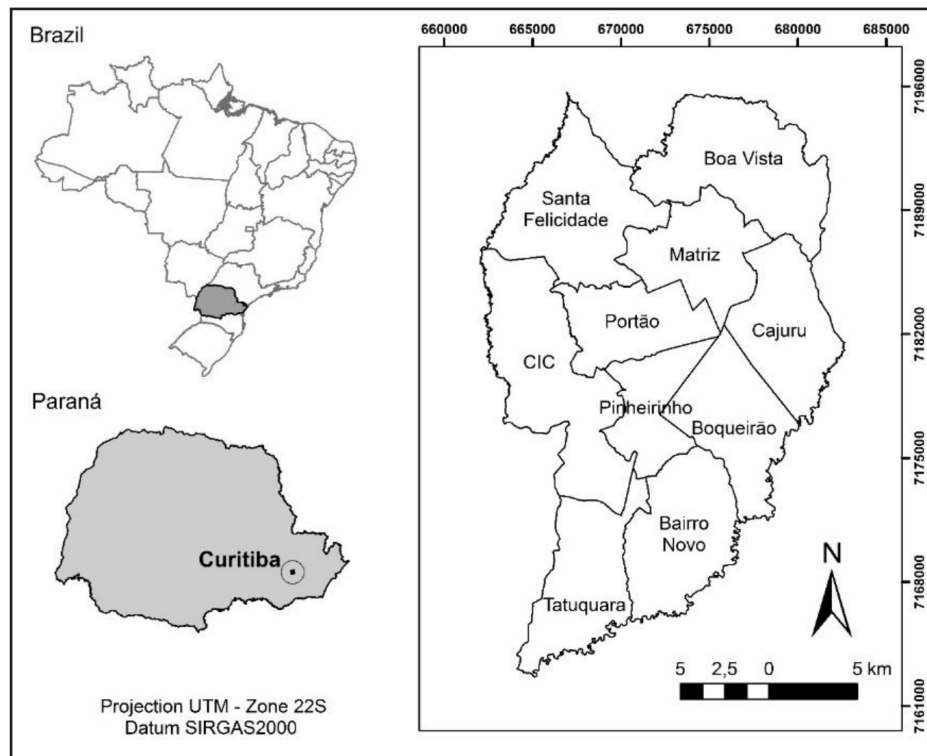 Brazil
Paraná
Curitiba
Projection UTM - Zone 22S
Datum SIRGAS2000
660000 665000 670000 675000 680000 685000
7196000
7189000
7182000
7175000
7168000
7161000
Boa Vista
Santa
Felicidade
Matriz
Portão
Cajuru
CIC
Pinheirinho
Boqueirão
Bairro
Novo
Tatuquara
N
5 2,5 0 5 km